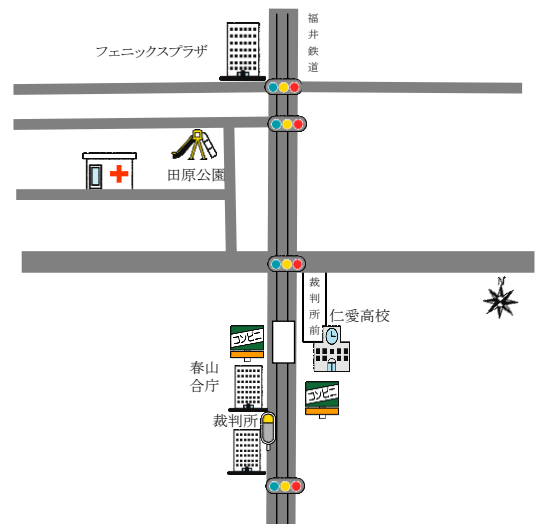 福井鉄道
フェニックスプラザ
田原公園
N
裁判所前
仁愛高校
コンビニ
春山
合庁
コンビニ
裁判所